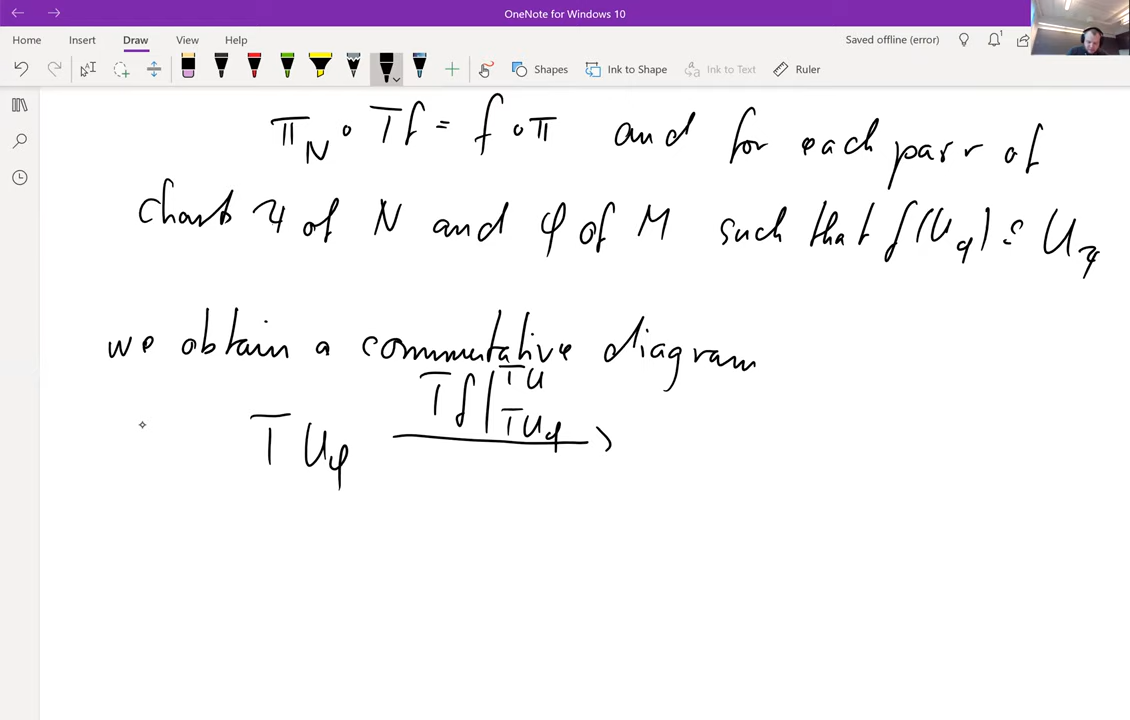 OneNote for Windows 10
Home Insert Draw View Help
Saved offline (error)
1
Shapes Ink to Shape Ink to Text Ruler
π_N ∘ Tf = f ∘ π and for each pair of
charts ψ of N and φ of M such that f(U_φ) ⊆ U_ψ
we obtain a commutative diagram
Tf|^{TU}_{TU_φ}
TU_φ →